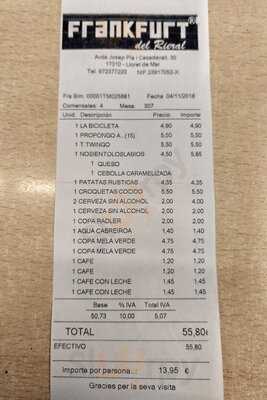 FRANKFURT®
del Rieral
Avda Josep Pla i Casadevall, 30
17310 - Lloret de Mar
Tel. 972377220 NIF
Fra.Sim. Fecha 04/11/2018
Comensales: 4 Mesa: 307
Unid. Descripción Precio Importe
1 LA BICICLETA 4,90 4,90
1 PROPONGO A.. (15) 5,50 5,50
1 T.TWINGO 5,50 5,50
1 NOSIENTOLOSLABIOS 4,50 5,65
1 QUESO
1 CEBOLLA CARAMELIZADA
1 PATATAS RUSTICAS 4,35 4,35
1 CROQUETAS COCIDO 5,50 5,50
2 CERVEZA SIN ALCOHOL 2,00 4,00
1 CERVEZA SIN ALCOHOL 2,00 2,00
1 COPA RADLER 2,00 2,00
1 AGUA CABREIROA 1,40 1,40
1 COPA MELA VERDE 4,75 4,75
1 COPA MELA VERDE 4,75 4,75
1 CAFE 1,20 1,20
1 CAFE 1,20 1,20
1 CAFE CON LECHE 1,45 1,45
1 CAFE CON LECHE 1,45 1,45
Base % IVA Total IVA
50,73 10,00 5,07
TOTAL 55,80€
EFECTIVO 55,80
Importe por persona.... 13,95 €
Gracies per la seva visita